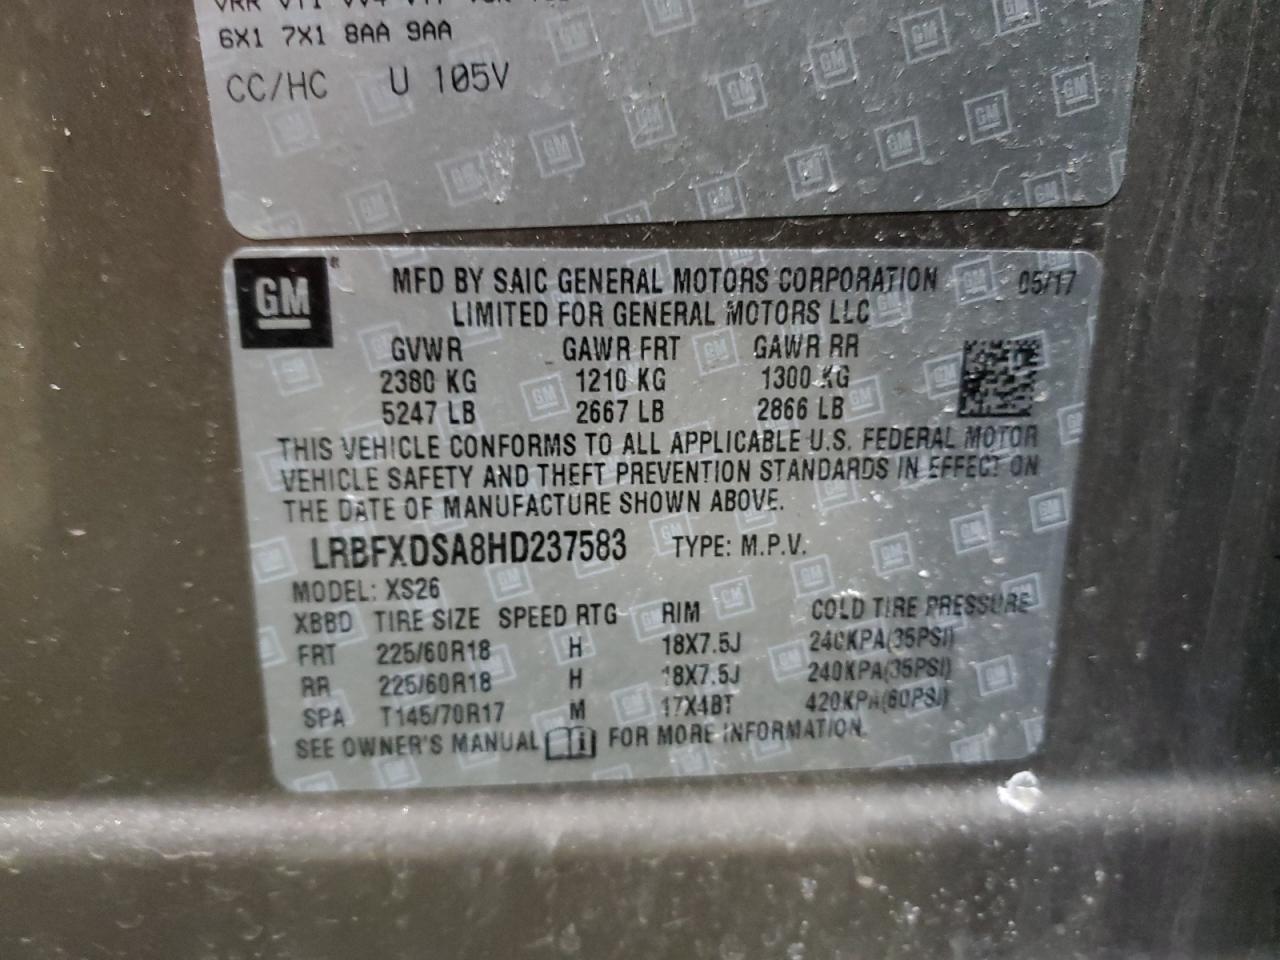 6X1 7X1 8AA 9AA
CC/HC U 105V
GM ® MFD BY SAIC GENERAL MOTORS CORPORATION 05/17
LIMITED FOR GENERAL MOTORS LLC
GVWR GAWR FRT GAWR RR
2380 KG 1210 KG 1300 KG
5247 LB 2667 LB 2866 LB
THIS VEHICLE CONFORMS TO ALL APPLICABLE U.S. FEDERAL MOTOR
VEHICLE SAFETY AND THEFT PREVENTION STANDARDS IN EFFECT ON
THE DATE OF MANUFACTURE SHOWN ABOVE.
LRBFXDSA8HD237583 TYPE: M.P.V.
MODEL: XS26
XBBD TIRE SIZE SPEED RTG RIM COLD TIRE PRESSURE
FRT 225/60R18 H 18X7.5J 240KPA(35PSI)
RR 225/60R18 H 18X7.5J 240KPA(35PSI)
SPA T145/70R17 M 17X4BT 420KPA(60PSI)
SEE OWNER'S MANUAL FOR MORE INFORMATION.